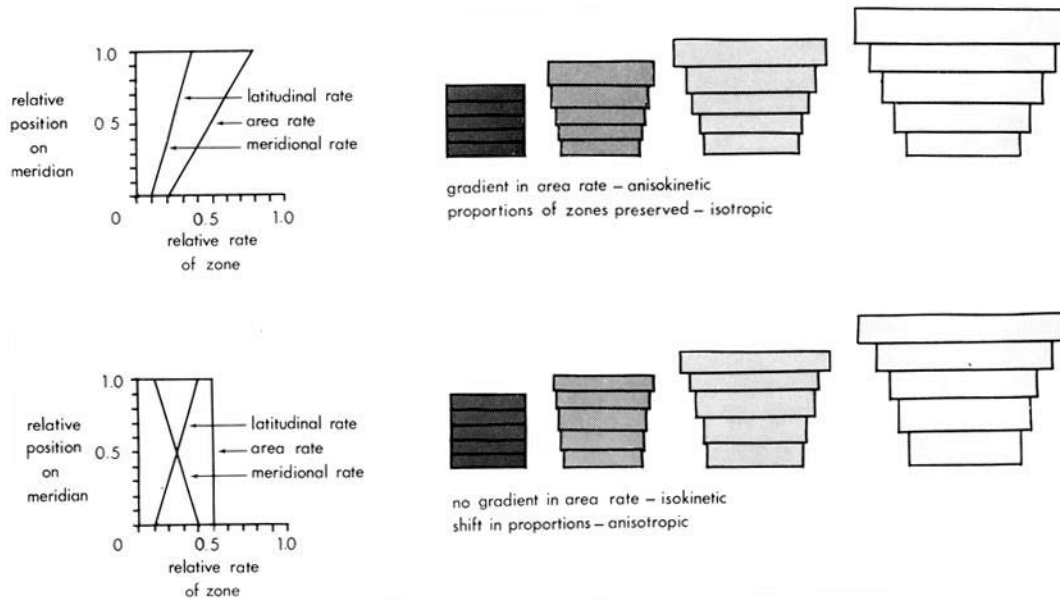 1.0
relative
position
on
meridian
0.5
latitudinal rate
area rate
meridional rate
0
0.5
1.0
relative rate
of zone
gradient in area rate – anisokinetic
proportions of zones preserved – isotropic
1.0
relative
position
on
meridian
0.5
latitudinal rate
area rate
meridional rate
0
0.5
1.0
relative rate
of zone
no gradient in area rate – isokinetic
shift in proportions – anisotropic